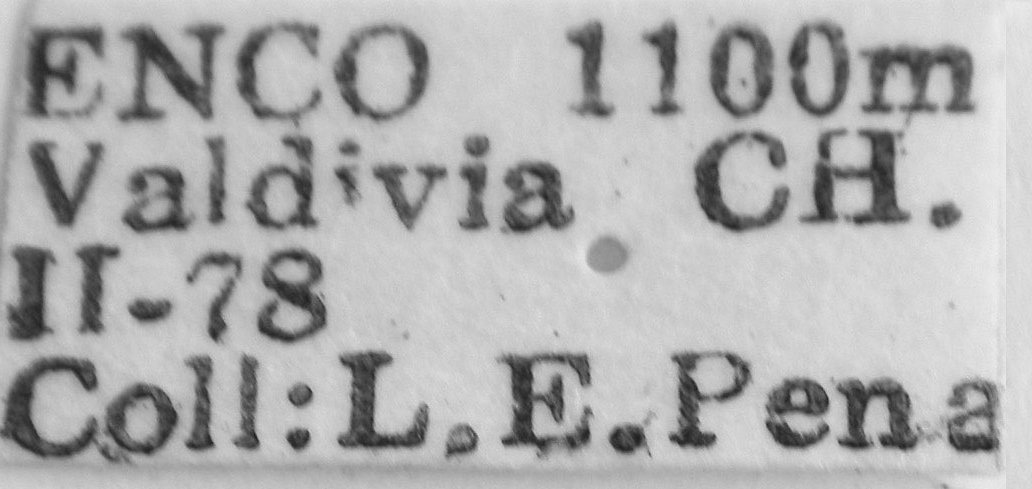 ENCO 1100m
Valdivia CH.
II-78
Coll:L.E.Pena